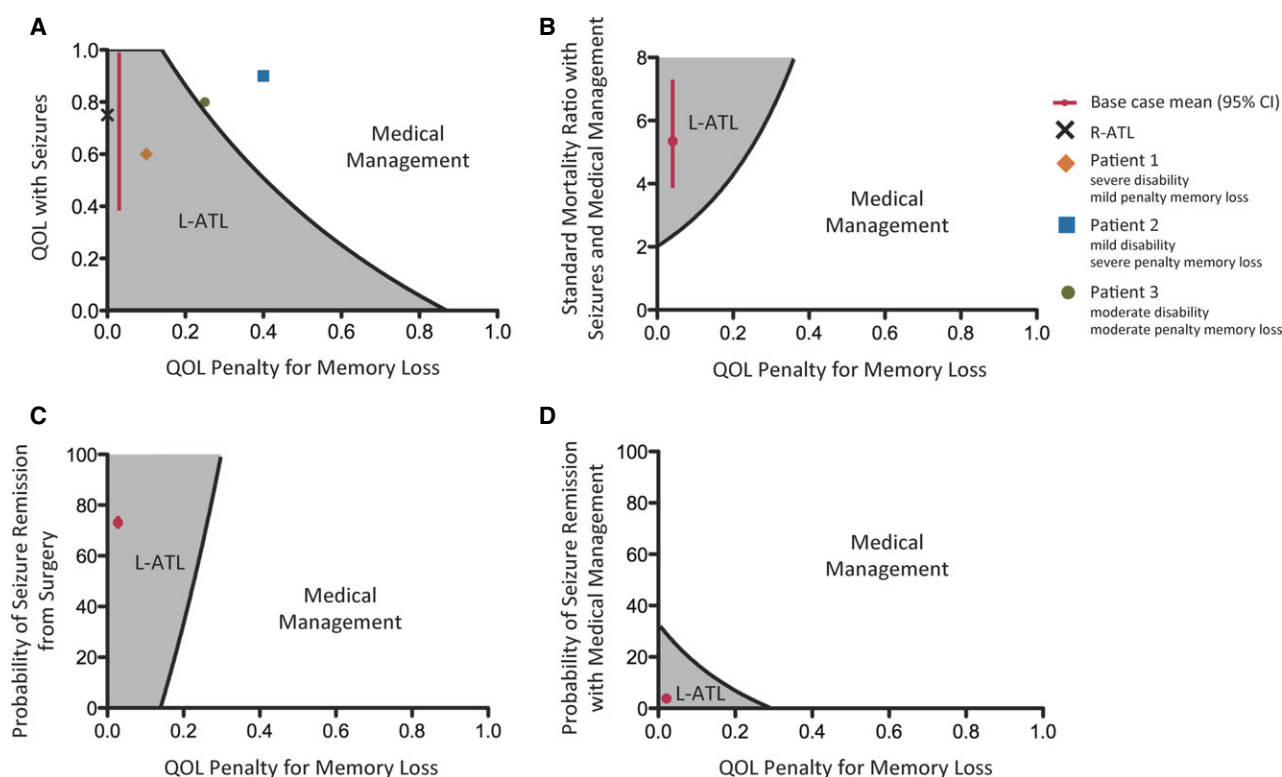 A
QOL with Seizures
1.0
0.8
0.6
0.4
0.2
0.0
Medical
Management
L-ATL
0.0 0.2 0.4 0.6 0.8 1.0
QOL Penalty for Memory Loss
B
Standard Mortality Ratio with
Seizures and Medical Management
8
6
4
2
0
L-ATL
Medical
Management
0.0 0.2 0.4 0.6 0.8 1.0
QOL Penalty for Memory Loss
Base case mean (95% CI)
R-ATL
Patient 1
severe disability
mild penalty memory loss
Patient 2
mild disability
severe penalty memory loss
Patient 3
moderate disability
moderate penalty memory loss
C
Probability of Seizure Remission
from Surgery
100
80
60
40
20
0
L-ATL
Medical
Management
0.0 0.2 0.4 0.6 0.8 1.0
QOL Penalty for Memory Loss
D
Probability of Seizure Remission
with Medical Management
100
80
60
40
20
0
Medical
Management
L-ATL
0.0 0.2 0.4 0.6 0.8 1.0
QOL Penalty for Memory Loss